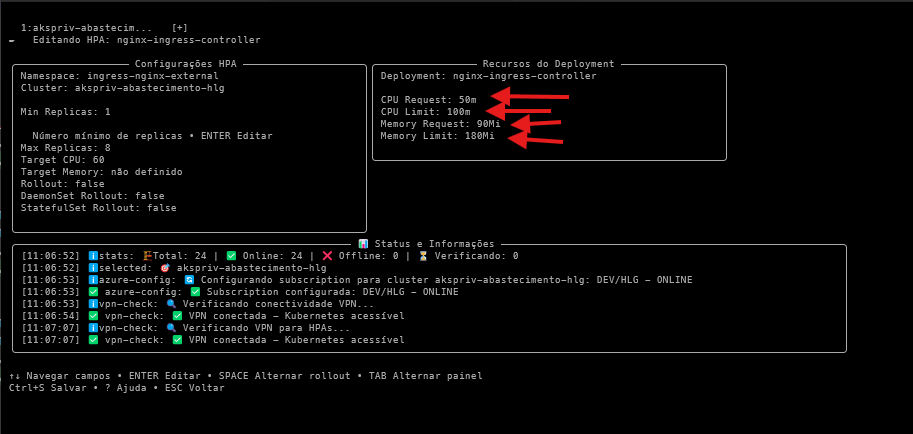 1:akspriv-abastecim... [+]
Editando HPA: nginx-ingress-controller
Configurações HPA
Namespace: ingress-nginx-external
Cluster: akspriv-abastecimento-hlg
Min Replicas: 1
Número mínimo de replicas • ENTER Editar
Max Replicas: 8
Target CPU: 60
Target Memory: não definido
Rollout: false
DaemonSet Rollout: false
StatefulSet Rollout: false
Recursos do Deployment
Deployment: nginx-ingress-controller
CPU Request: 50m
CPU Limit: 100m
Memory Request: 90Mi
Memory Limit: 180Mi
📊 Status e Informações
[11:06:52] ℹ️stats: 🏗️Total: 24 | ✅ Online: 24 | ❌ Offline: 0 | ⏳ Verificando: 0
[11:06:52] ℹ️selected: 🎯 akspriv-abastecimento-hlg
[11:06:53] ℹ️azure-config: 🔄 Configurando subscription para cluster akspriv-abastecimento-hlg: DEV/HLG – ONLINE
[11:06:53] ✅ azure-config: ✅ Subscription configurada: DEV/HLG – ONLINE
[11:06:53] ℹ️vpn-check: 🔍 Verificando conectividade VPN...
[11:06:54] ✅ vpn-check: ✅ VPN conectada – Kubernetes acessível
[11:07:07] ℹ️vpn-check: 🔍 Verificando VPN para HPAs...
[11:07:07] ✅ vpn-check: ✅ VPN conectada – Kubernetes acessível
↑↓ Navegar campos • ENTER Editar • SPACE Alternar rollout • TAB Alternar painel
Ctrl+S Salvar • ? Ajuda • ESC Voltar